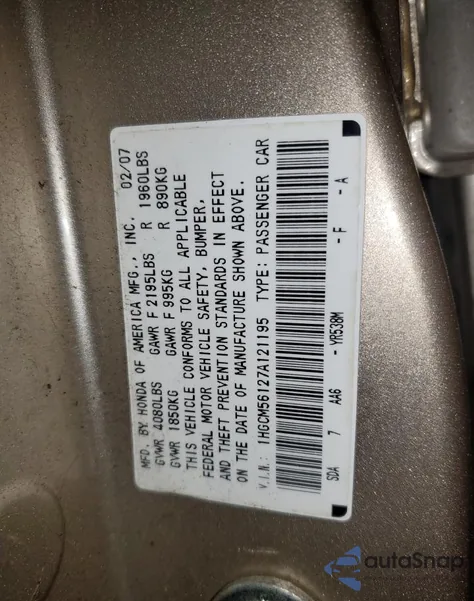 MFD. BY HONDA OF AMERICA MFG., INC. 02/07
GVWR 4080LBS GAWR F 2195LBS R 1960LBS
GVWR 1850KG GAWR F 995KG R 890KG
THIS VEHICLE CONFORMS TO ALL APPLICABLE
FEDERAL MOTOR VEHICLE SAFETY, BUMPER,
AND THEFT PREVENTION STANDARDS IN EFFECT
ON THE DATE OF MANUFACTURE SHOWN ABOVE.
V.I.N.: 1HGCM56127A121195 TYPE: PASSENGER CAR
SDA 7 AA6 - YR538M - F - A
autoSnap